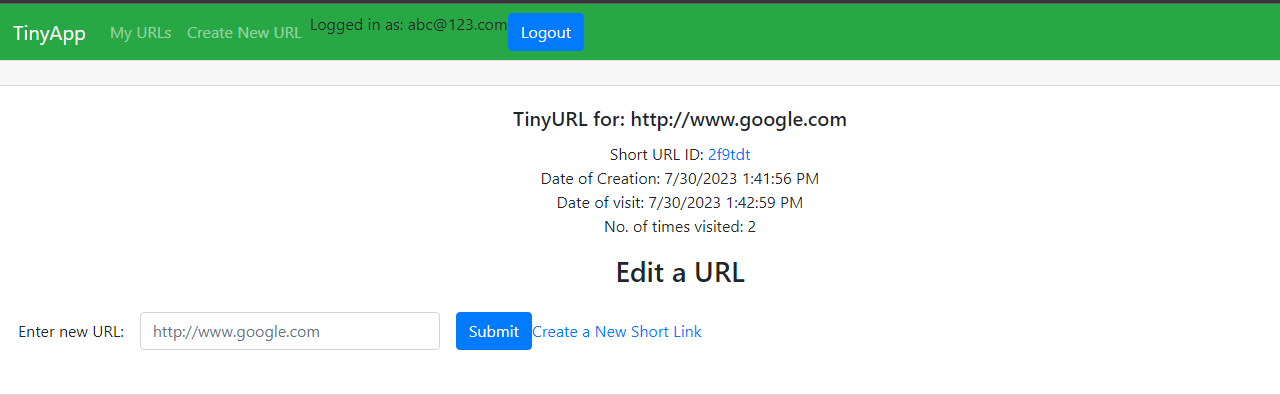 TinyApp My URLs Create New URL Logged in as: abc@123.com Logout
TinyURL for: http://www.google.com
Short URL ID: 2f9tdt
Date of Creation: 7/30/2023 1:41:56 PM
Date of visit: 7/30/2023 1:42:59 PM
No. of times visited: 2
Edit a URL
Enter new URL: http://www.google.com Submit Create a New Short Link